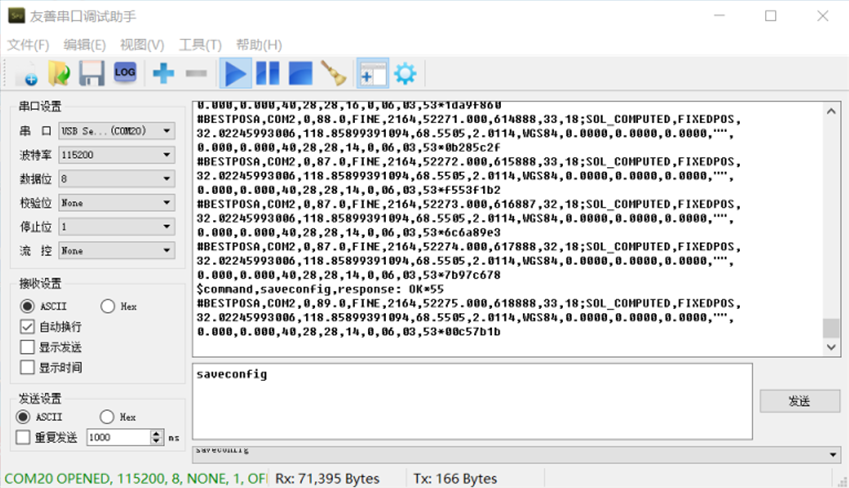 友善串口调试助手
文件(F) 编辑(E) 视图(V) 工具(T) 帮助(H)
LOG
串口设置
串 口 USB Se...(COM20)
波特率 115200
数据位 8
校验位 None
停止位 1
流 控 None
接收设置
ASCII Hex
自动换行
显示发送
显示时间
发送设置
ASCII Hex
重复发送 1000 ms
0.000,0.000,40,28,28,16,0,06,03,53*1da9f860
#BESTPOSA,COM2,0,88.0,FINE,2164,52271.000,614888,33,18;SOL_COMPUTED,FIXEDPOS,
32.02245993006,118.85899391094,68.5505,2.0114,WGS84,0.0000,0.0000,0.0000,"",
0.000,0.000,40,28,28,14,0,06,03,53*0b285c2f
#BESTPOSA,COM2,0,87.0,FINE,2164,52272.000,615888,33,18;SOL_COMPUTED,FIXEDPOS,
32.02245993006,118.85899391094,68.5505,2.0114,WGS84,0.0000,0.0000,0.0000,"",
0.000,0.000,40,28,28,14,0,06,03,53*f553f1b2
#BESTPOSA,COM2,0,87.0,FINE,2164,52273.000,616887,32,18;SOL_COMPUTED,FIXEDPOS,
32.02245993006,118.85899391094,68.5505,2.0114,WGS84,0.0000,0.0000,0.0000,"",
0.000,0.000,40,28,28,14,0,06,03,53*6c6a89e3
#BESTPOSA,COM2,0,87.0,FINE,2164,52274.000,617888,32,18;SOL_COMPUTED,FIXEDPOS,
32.02245993006,118.85899391094,68.5505,2.0114,WGS84,0.0000,0.0000,0.0000,"",
0.000,0.000,40,28,28,14,0,06,03,53*7b97c678
$command,saveconfig,response: OK*55
#BESTPOSA,COM2,0,89.0,FINE,2164,52275.000,618888,33,18;SOL_COMPUTED,FIXEDPOS,
32.02245993006,118.85899391094,68.5505,2.0114,WGS84,0.0000,0.0000,0.0000,"",
0.000,0.000,40,28,28,14,0,06,03,53*00c57b1b
saveconfig
发送
saveconfig
COM20 OPENED, 115200, 8, NONE, 1, OF Rx: 71,395 Bytes Tx: 166 Bytes